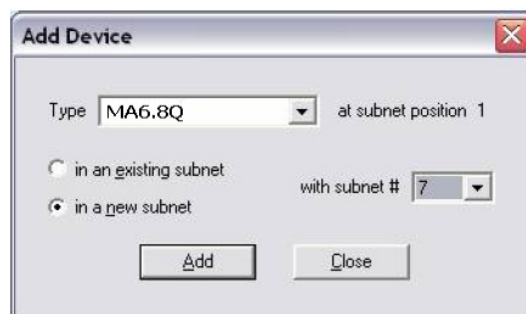 Add Device
Type MA6.8Q at subnet position 1
in an existing subnet
with subnet # 7
in a new subnet
Add Close